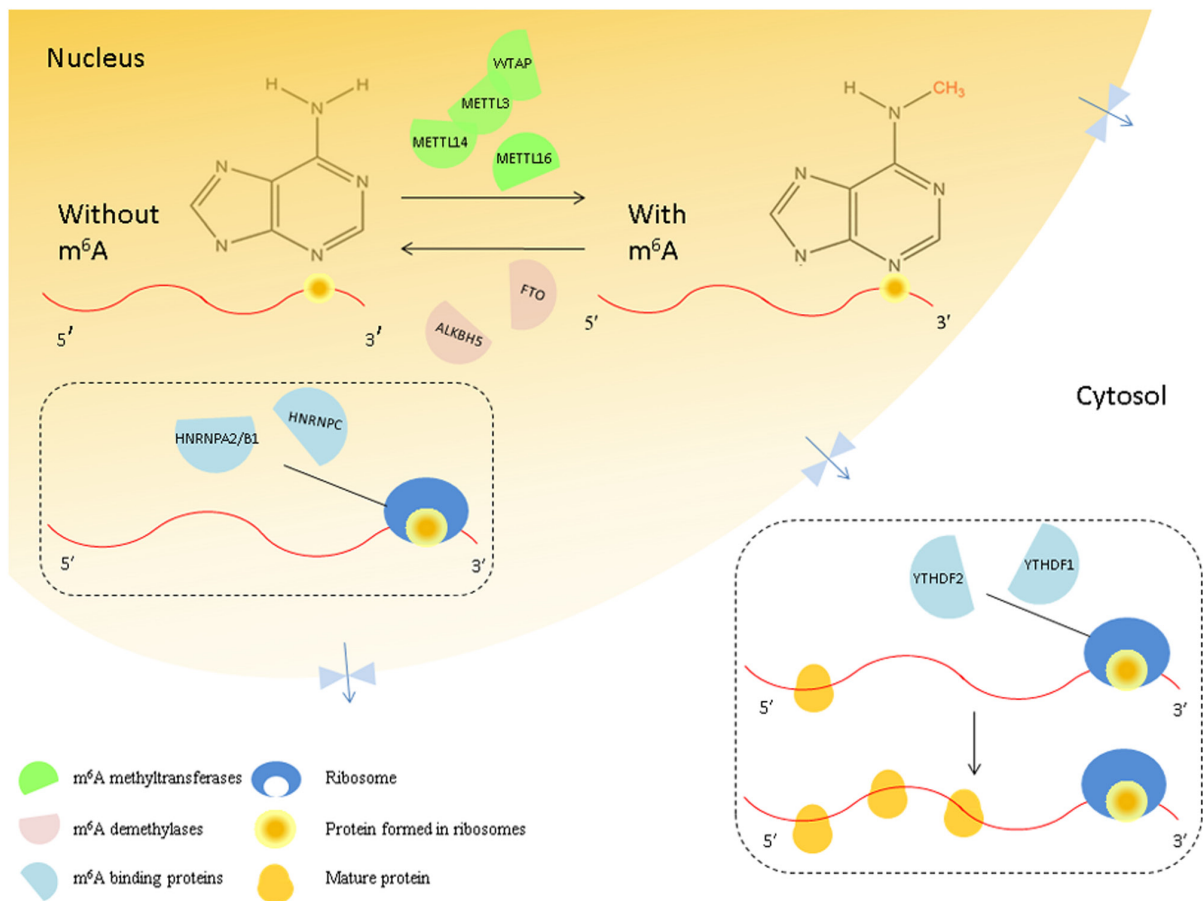 Nucleus
WTAP
METTL3
METTL14
METTL16
H
H
N
N
N
N
N
H
N
CH₃
N
N
N
N
Without
m⁶A
With
m⁶A
5′
3′
5′
3′
FTO
ALKBH5
Cytosol
HNRNPA2/B1
HNRNPC
5′
3′
YTHDF2
YTHDF1
5′
3′
5′
3′
m⁶A methyltransferases
Ribosome
m⁶A demethylases
Protein formed in ribosomes
m⁶A binding proteins
Mature protein